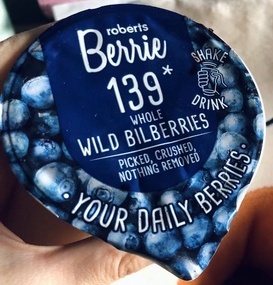 roberts
Berrie
139*
WHOLE
WILD BILBERRIES
PICKED, CRUSHED,
NOTHING REMOVED
SHAKE
DRINK
• YOUR DAILY BERRIES •